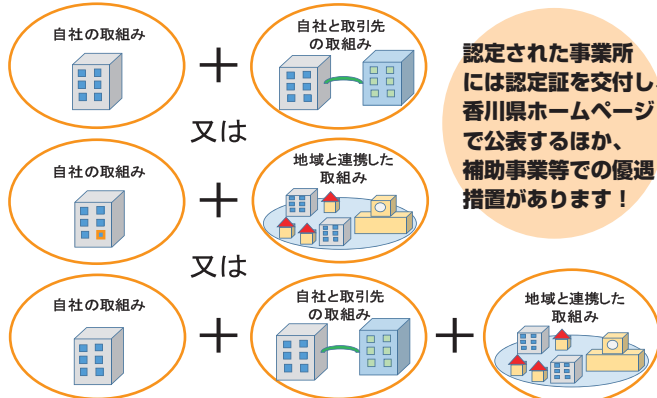 自社の取組み
＋
自社と取引先
の取組み
認定された事業所
には認定証を交付し、
香川県ホームページ
で公表するほか、
補助事業等での優遇
措置があります！
又は
自社の取組み
＋
地域と連携した
取組み
又は
自社の取組み
＋
自社と取引先
の取組み
＋
地域と連携した
取組み